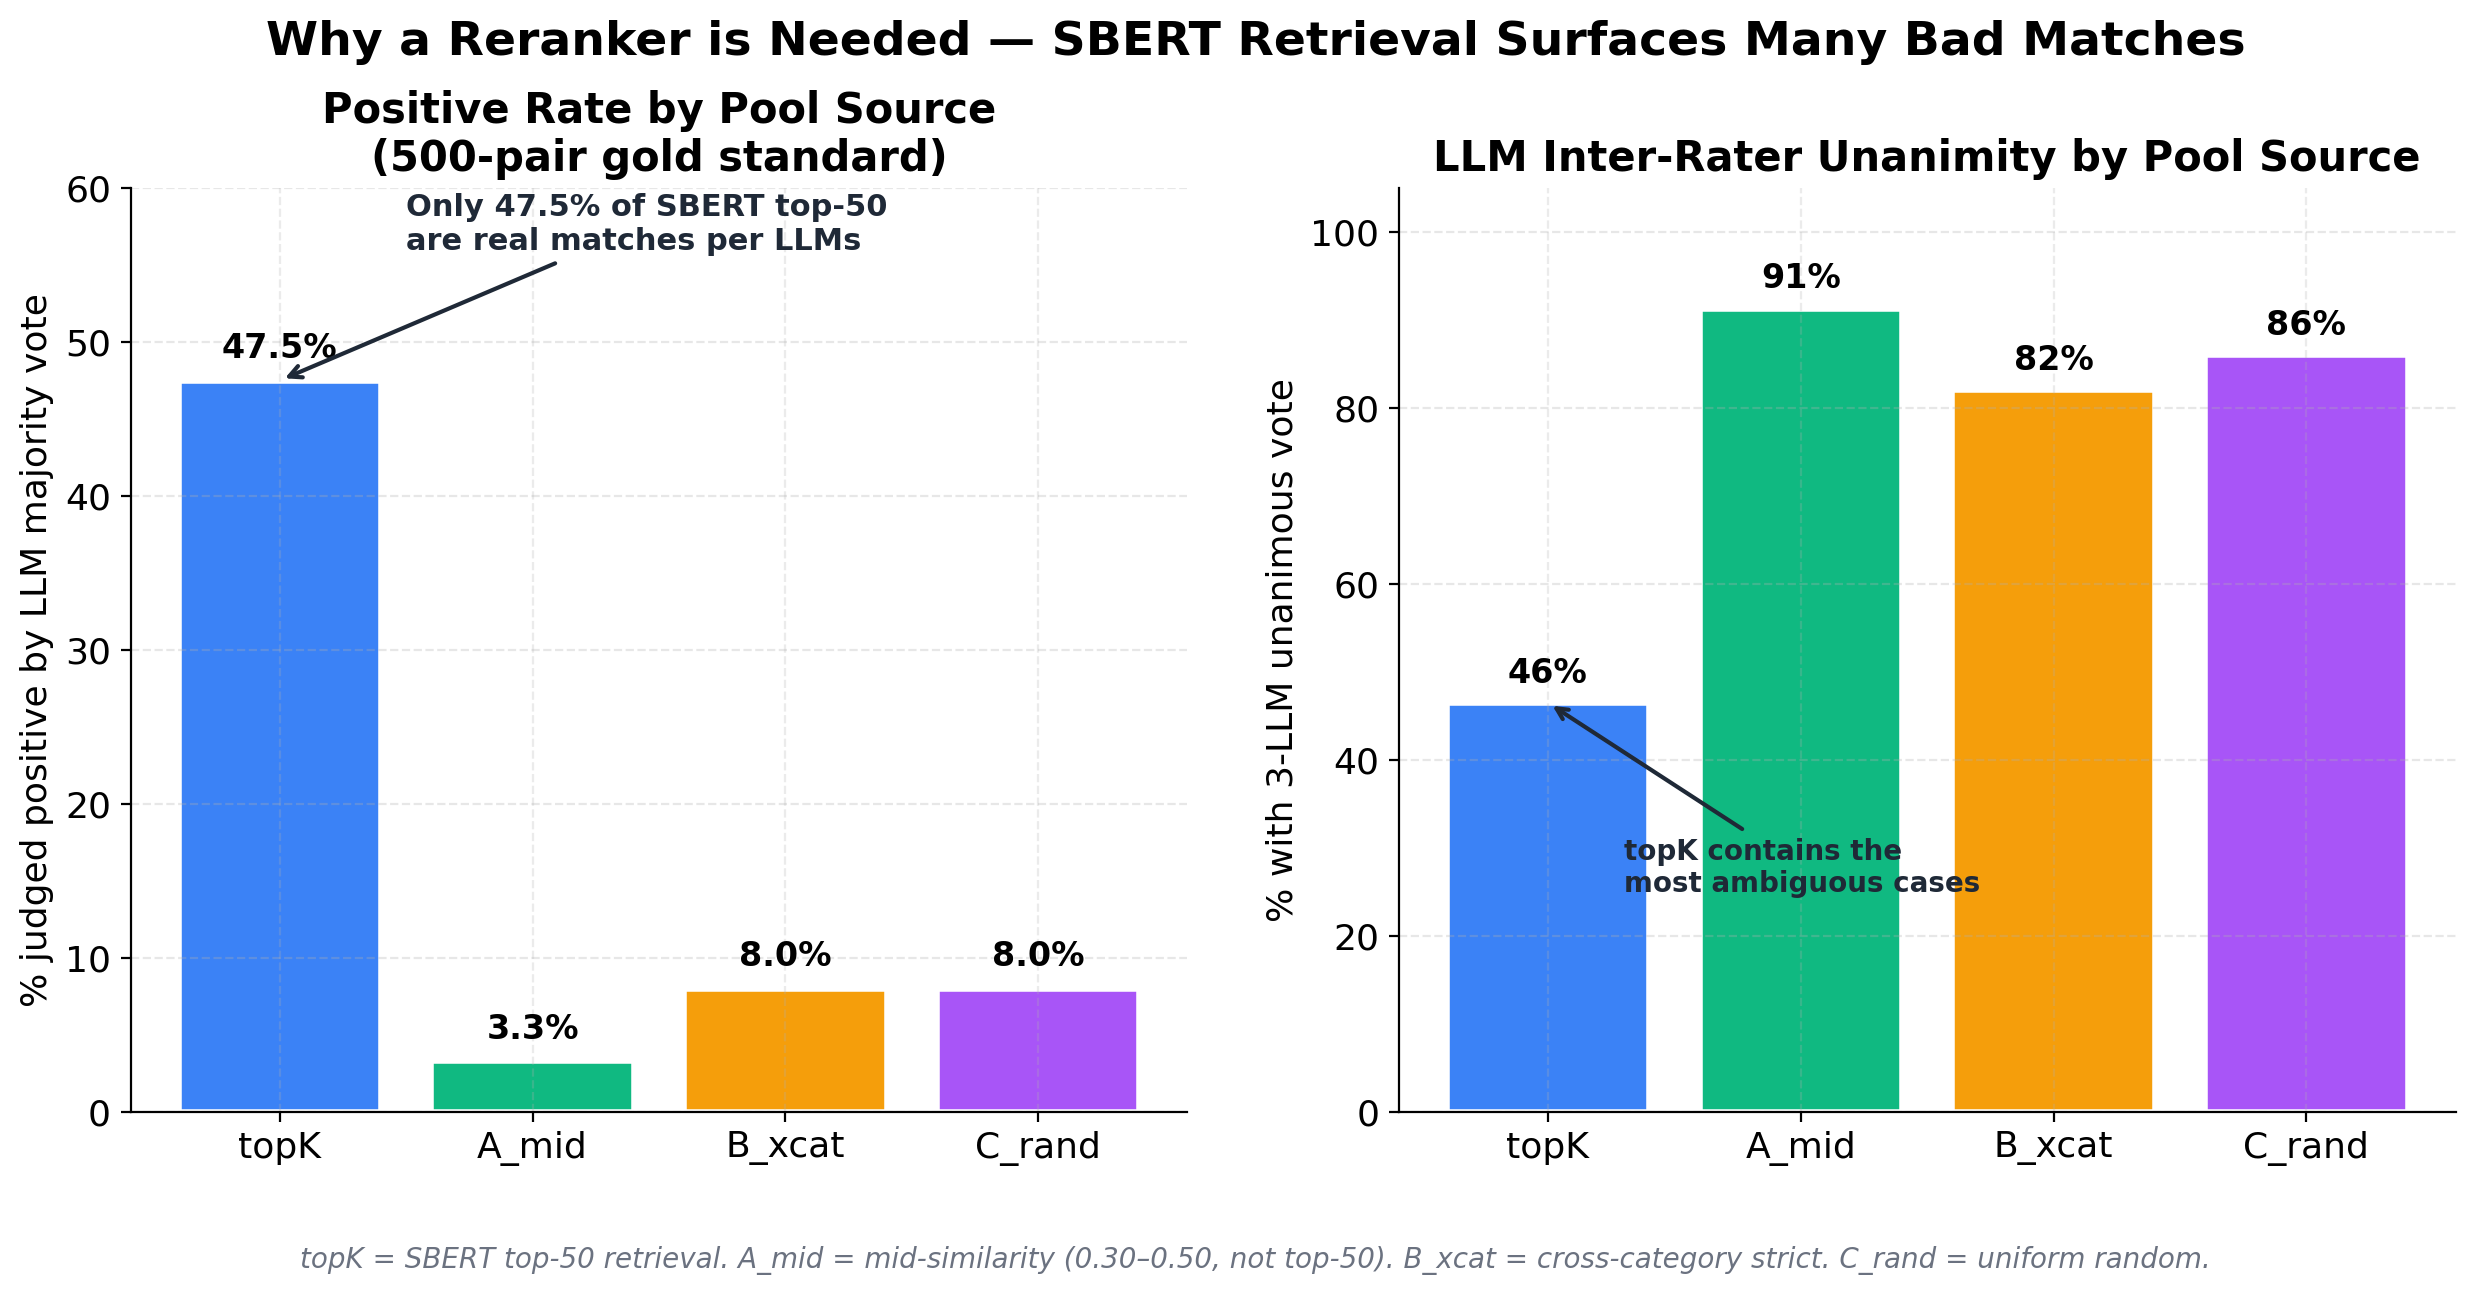 Why a Reranker is Needed — SBERT Retrieval Surfaces Many Bad Matches
Positive Rate by Pool Source
(500-pair gold standard)
% judged positive by LLM majority vote
60
50
40
30
20
10
0
Only 47.5% of SBERT top-50
are real matches per LLMs
47.5%
3.3%
8.0%
8.0%
topK
A_mid
B_xcat
C_rand
LLM Inter-Rater Unanimity by Pool Source
% with 3-LLM unanimous vote
100
80
60
40
20
0
46%
91%
82%
86%
topK contains the
most ambiguous cases
topK
A_mid
B_xcat
C_rand
topK = SBERT top-50 retrieval. A_mid = mid-similarity (0.30–0.50, not top-50). B_xcat = cross-category strict. C_rand = uniform random.